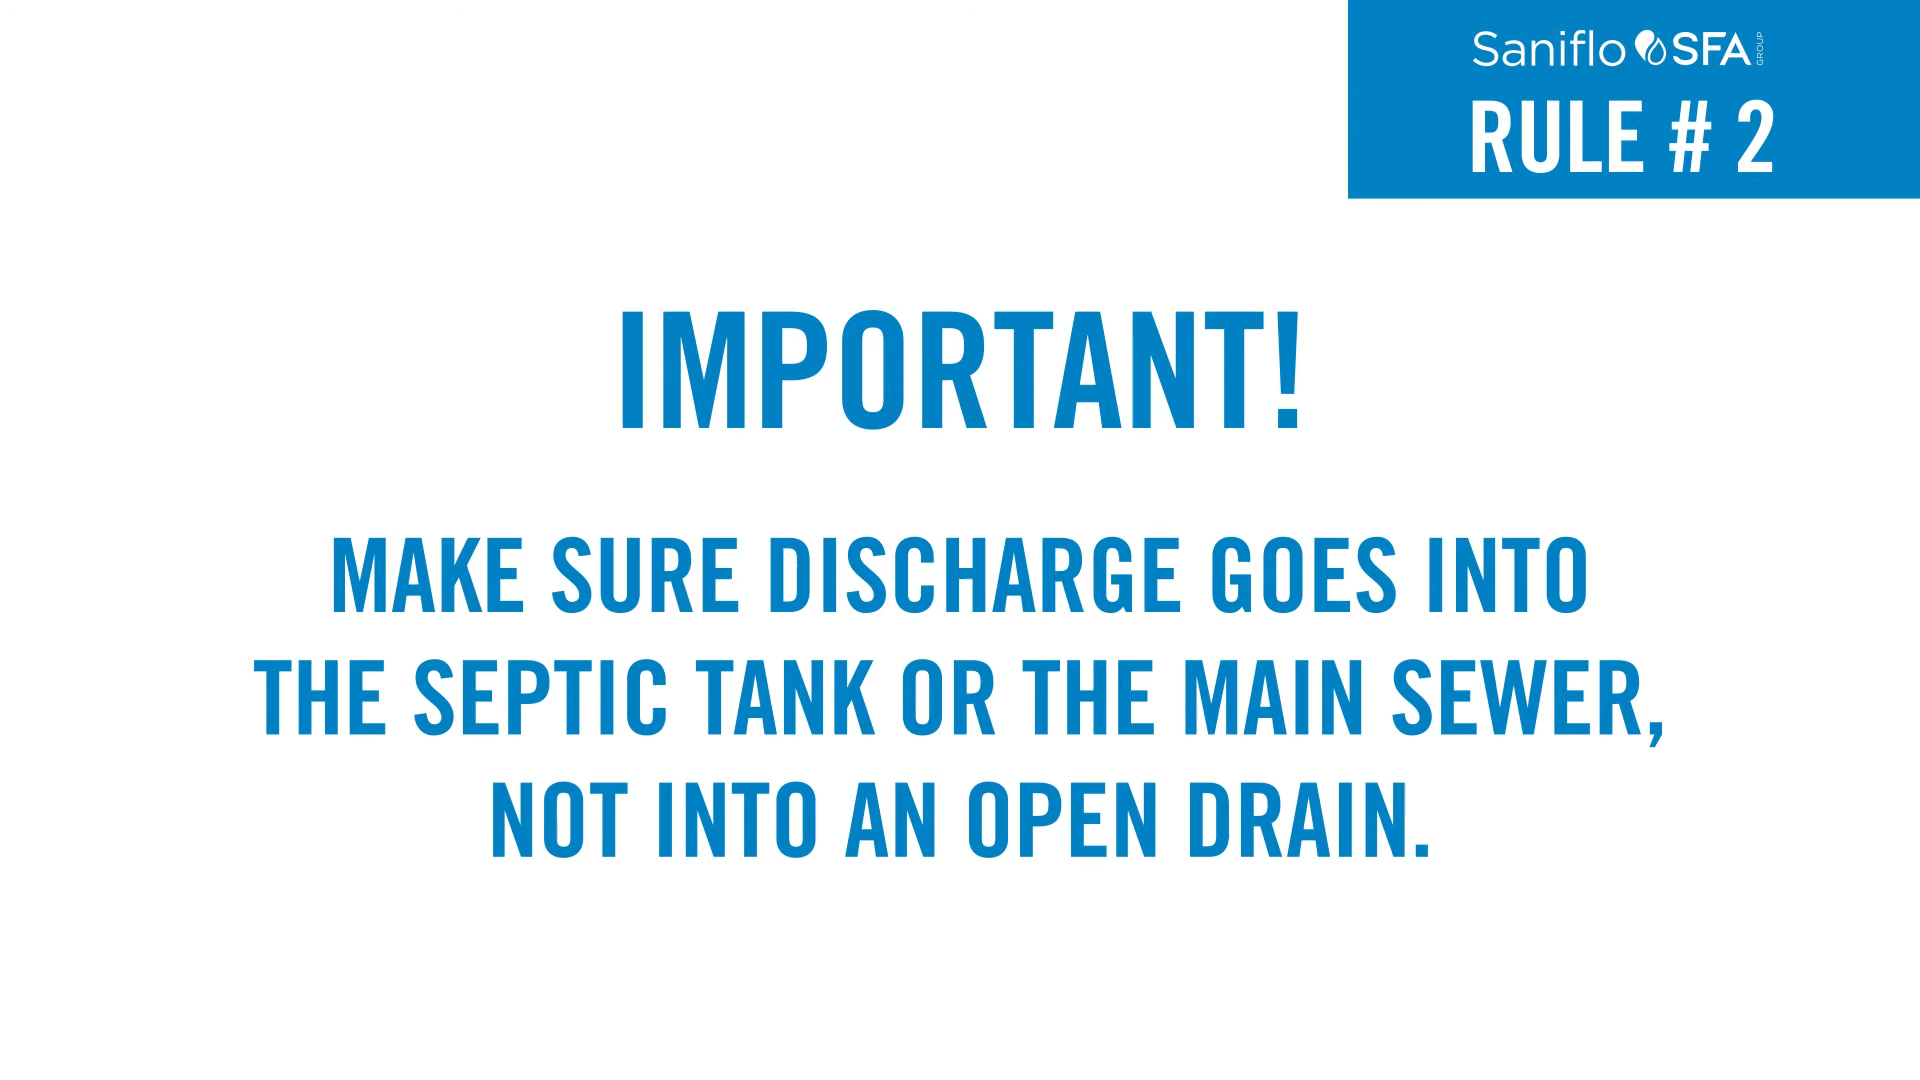 Saniflo SFA GROUP
RULE # 2
IMPORTANT!
MAKE SURE DISCHARGE GOES INTO
THE SEPTIC TANK OR THE MAIN SEWER,
NOT INTO AN OPEN DRAIN.